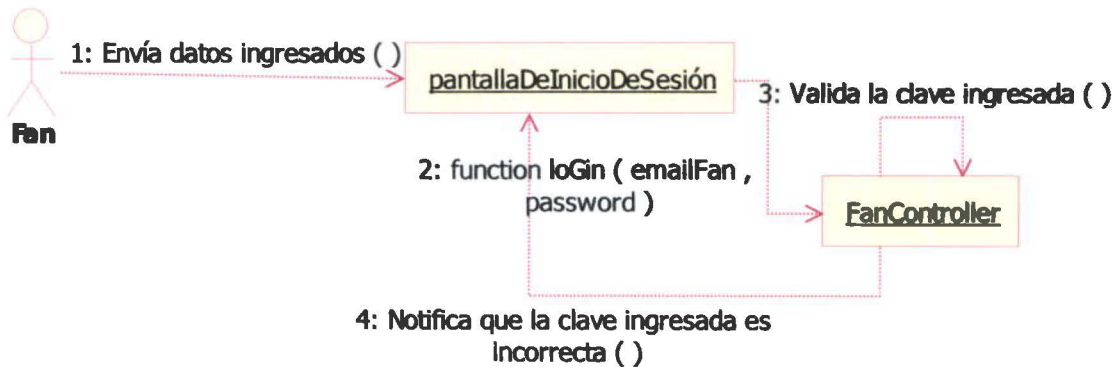 1: Envía datos ingresados ( )
Fan
pantallaDeInicioDeSesión
3: Valida la clave ingresada ( )
2: function loGin ( emailFan ,
password )
FanController
4: Notifica que la clave ingresada es
incorrecta ( )